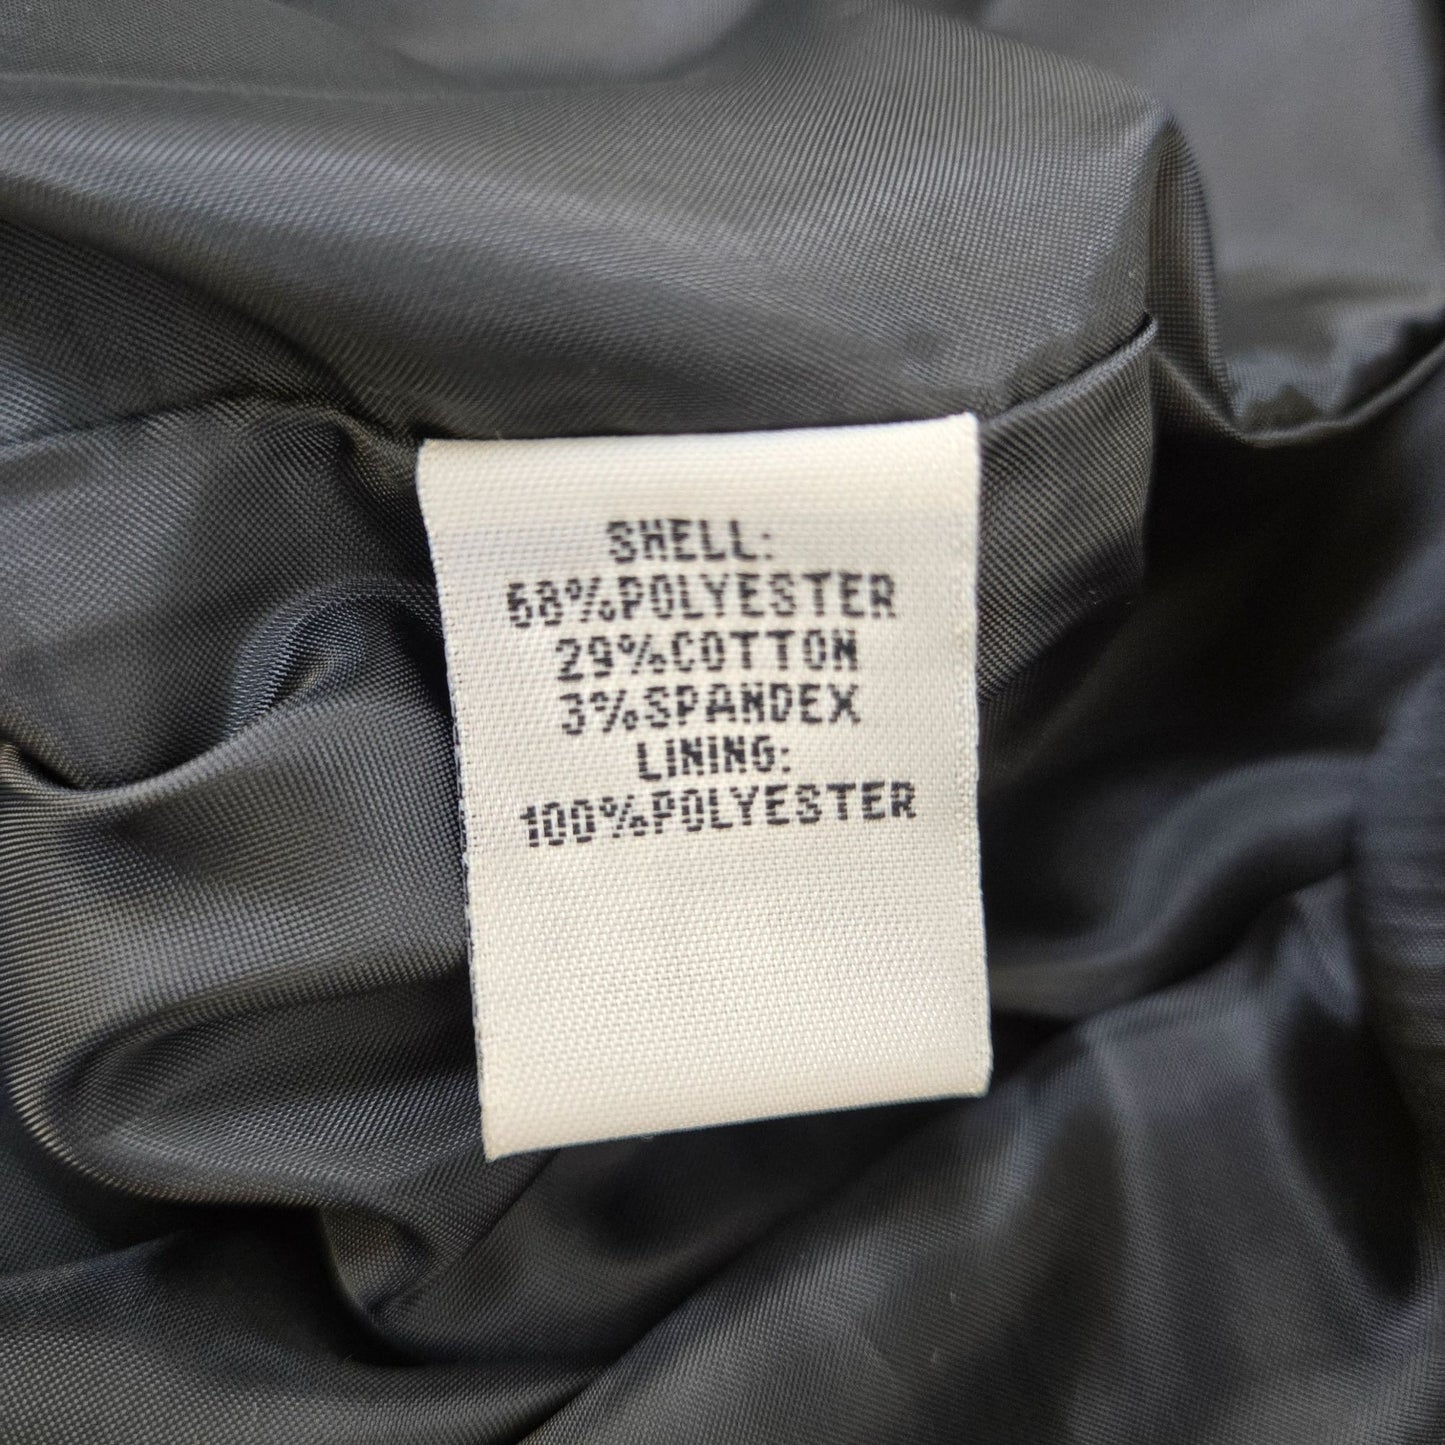 SHELL:
68%POLYESTER
29%COTTON
3%SPANDEX
LINING:
100%POLYESTER